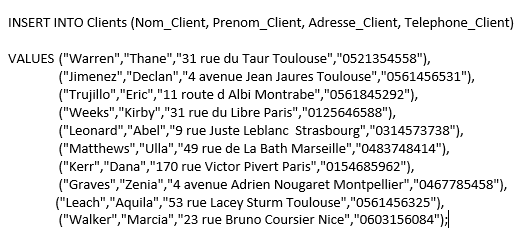 INSERT INTO Clients (Nom_Client, Prenom_Client, Adresse_Client, Telephone_Client)
VALUES ("Warren","Thane","31 rue du Taur Toulouse","0521354558"),
("Jimenez","Declan","4 avenue Jean Jaures Toulouse","0561456531"),
("Trujillo","Eric","11 route d Albi Montrabe","0561845292"),
("Weeks","Kirby","31 rue du Libre Paris","0125646588"),
("Leonard","Abel","9 rue Juste Leblanc  Strasbourg","0314573738"),
("Matthews","Ulla","49 rue de La Bath Marseille","0483748414"),
("Kerr","Dana","170 rue Victor Pivert Paris","0154685962"),
("Graves","Zenia","4 avenue Adrien Nougaret Montpellier","0467785458"),
("Leach","Aquila","53 rue Lacey Sturm Toulouse","0561456325"),
("Walker","Marcia","23 rue Bruno Coursier Nice","0603156084");